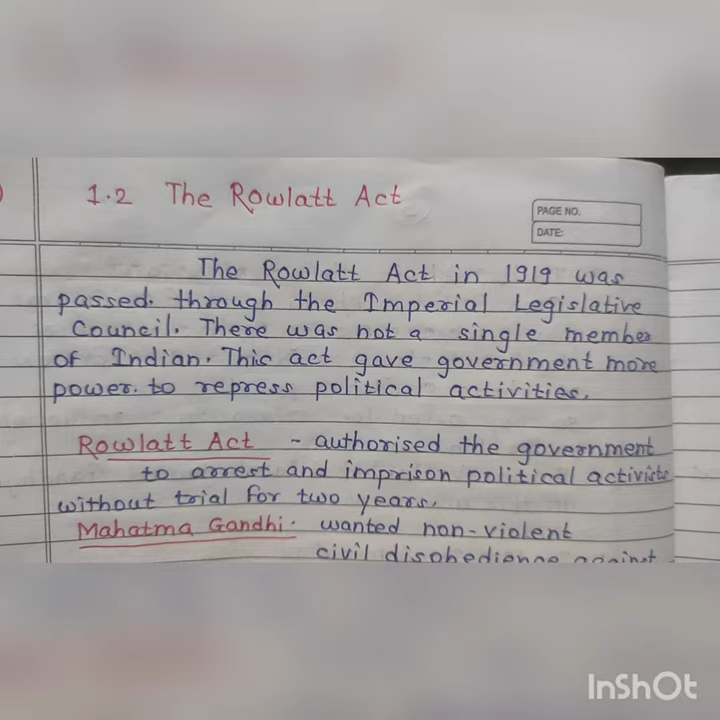 1.2 The Rowlatt Act
PAGE NO.
DATE:
The Rowlatt Act in 1919 was
passed. through the Imperial Legislative
Council. There was not a single member
of Indian. This act gave government more
power. to repress political activities.
Rowlatt Act - authorised the government
to arrest and imprison political activists
without trial for two years.
Mahatma Gandhi. wanted non-violent
civil disobedience against
InShOt